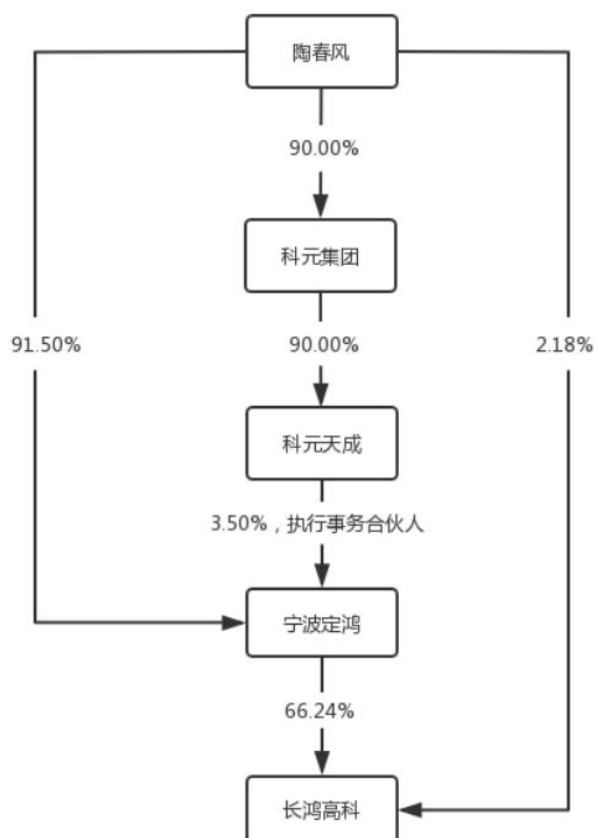 陶春风
90.00%
科元集团
91.50%
90.00%
2.18%
科元天成
3.50%，执行事务合伙人
宁波定鸿
66.24%
长鸿高科